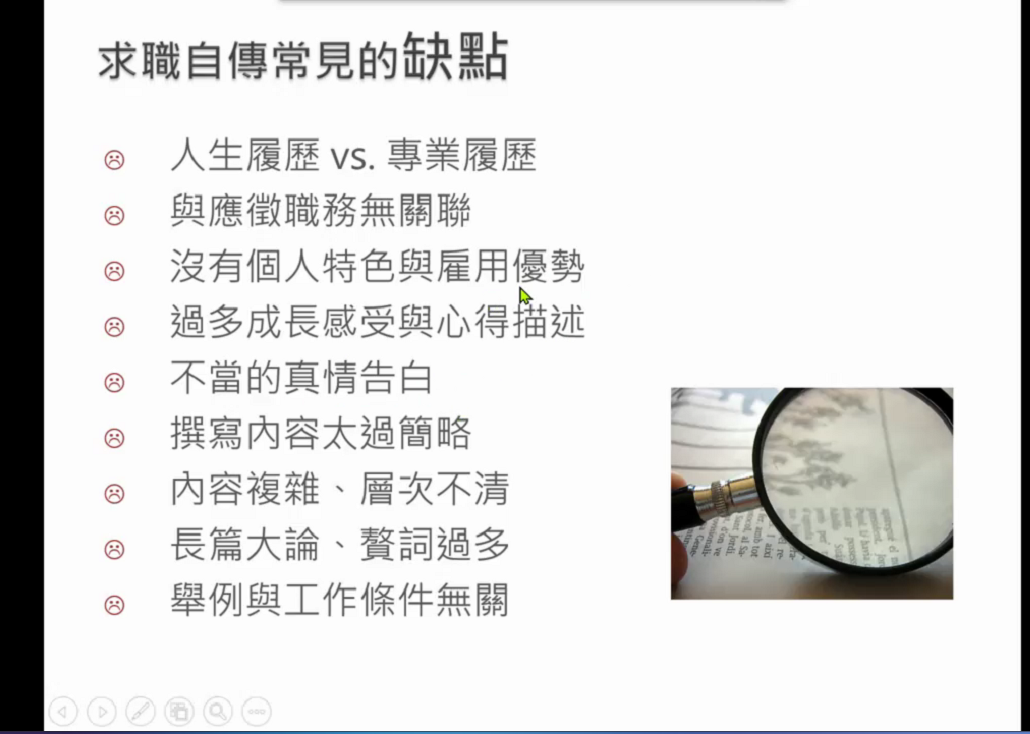 求職自傳常見的缺點
人生履歷 vs. 專業履歷
與應徵職務無關聯
沒有個人特色與雇用優勢
過多成長感受與心得描述
不當的真情告白
撰寫內容太過簡略
內容複雜、層次不清
長篇大論、贅詞過多
舉例與工作條件無關